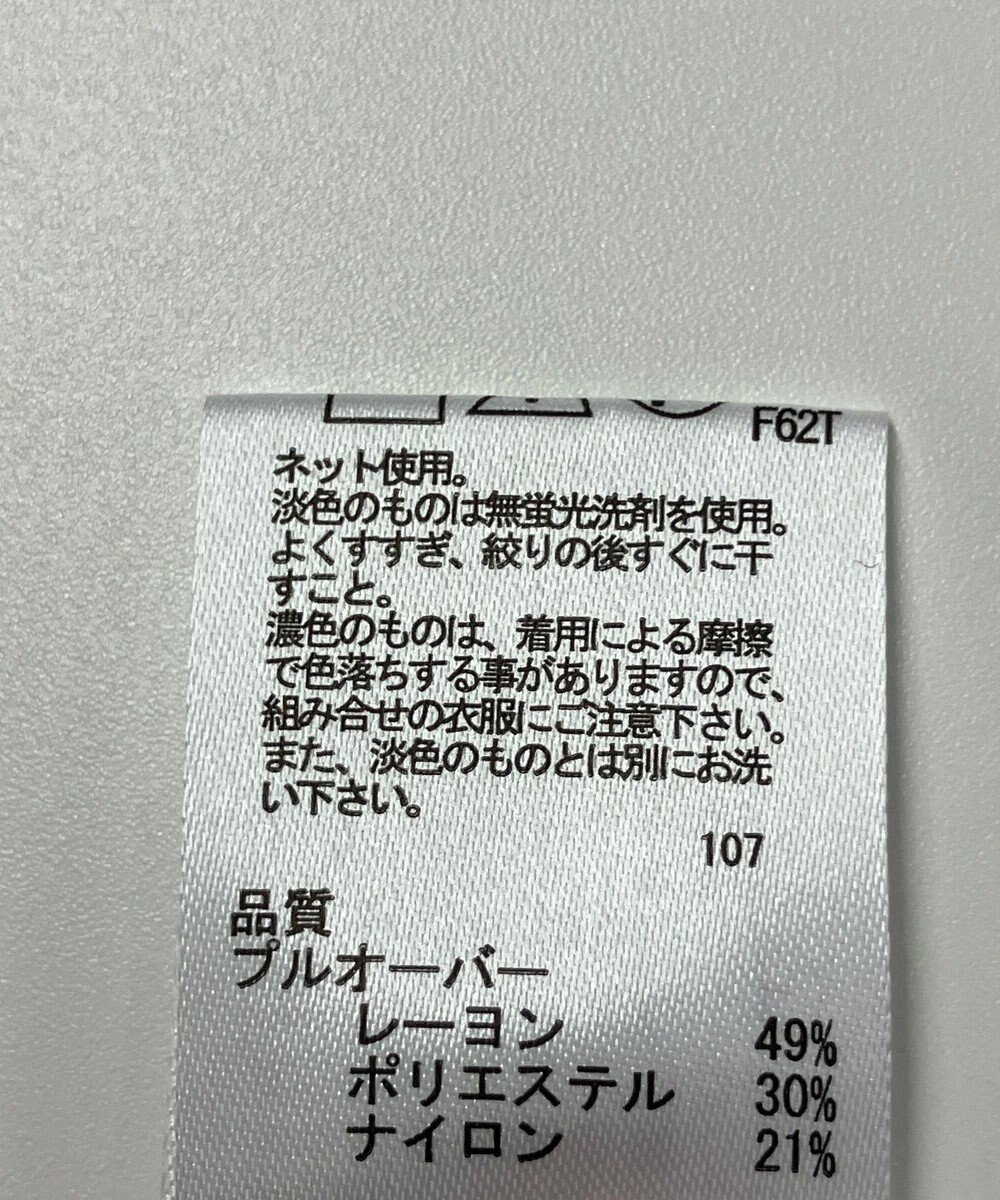 F62T
ネット使用。
淡色のものは無蛍光洗剤を使用。
よくすすぎ、絞りの後すぐに干
すこと。
濃色のものは、着用による摩擦
で色落ちする事がありますので、
組み合せの衣服にご注意下さい。
また、淡色のものとは別にお洗
い下さい。
107
品質
プルオーバー
レーヨン 49%
ポリエステル 30%
ナイロン 21%